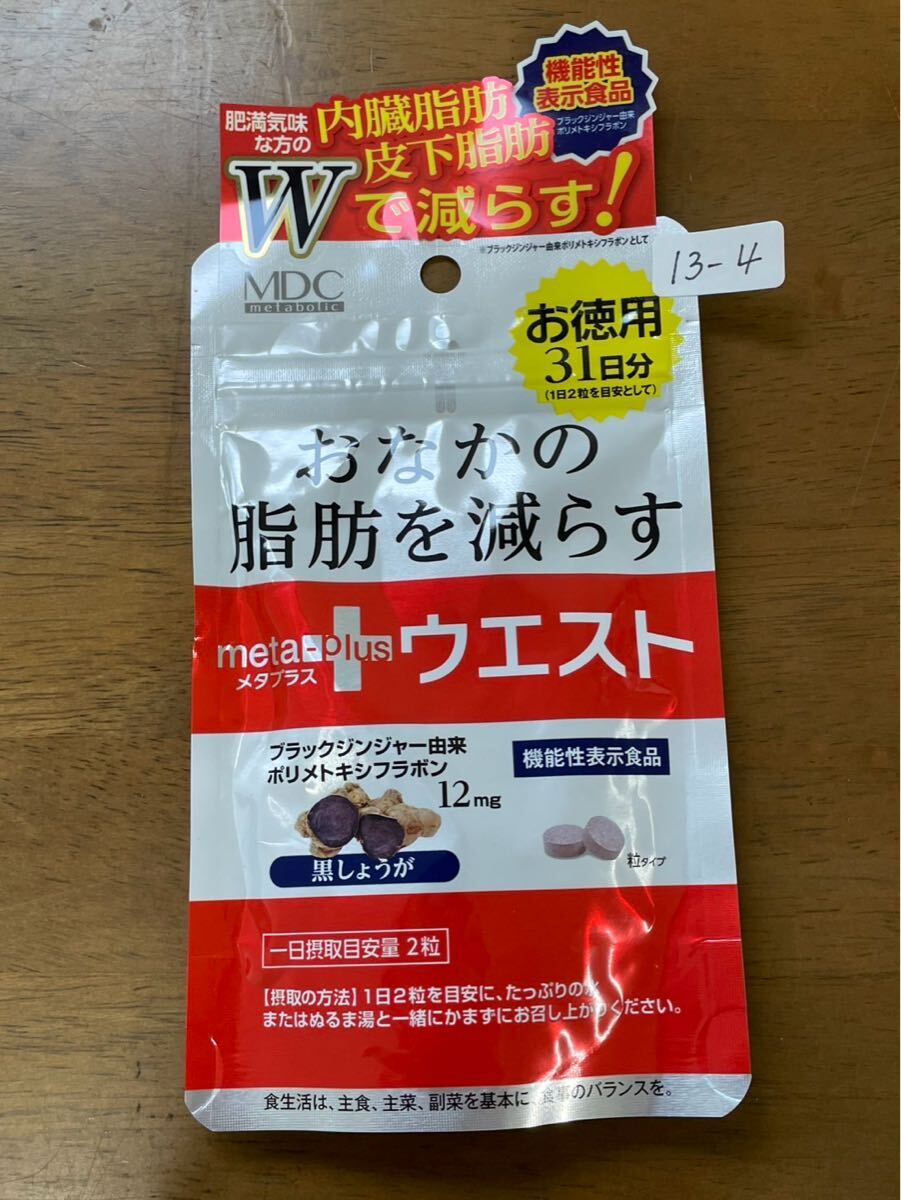 肥満気味
な方の
内臓脂肪
皮下脂肪
Wで減らす!
機能性
表示食品
ブラックジンジャー由来
ポリメトキシフラボン
※ブラックジンジャー由来ポリメトキシフラボンとして
13-4
MDC
metabolic
お徳用
31日分
(1日2粒を目安として)
おなかの
脂肪を減らす
meta-plus
メタプラス
ウエスト
ブラックジンジャー由来
ポリメトキシフラボン
12mg
機能性表示食品
黒しょうが
粒タイプ
一日摂取目安量 2粒
【摂取の方法】1日2粒を目安に、たっぷりの水
またはぬるま湯と一緒にかまずにお召し上がりください。
食生活は、主食、主菜、副菜を基本に、食事のバランスを。